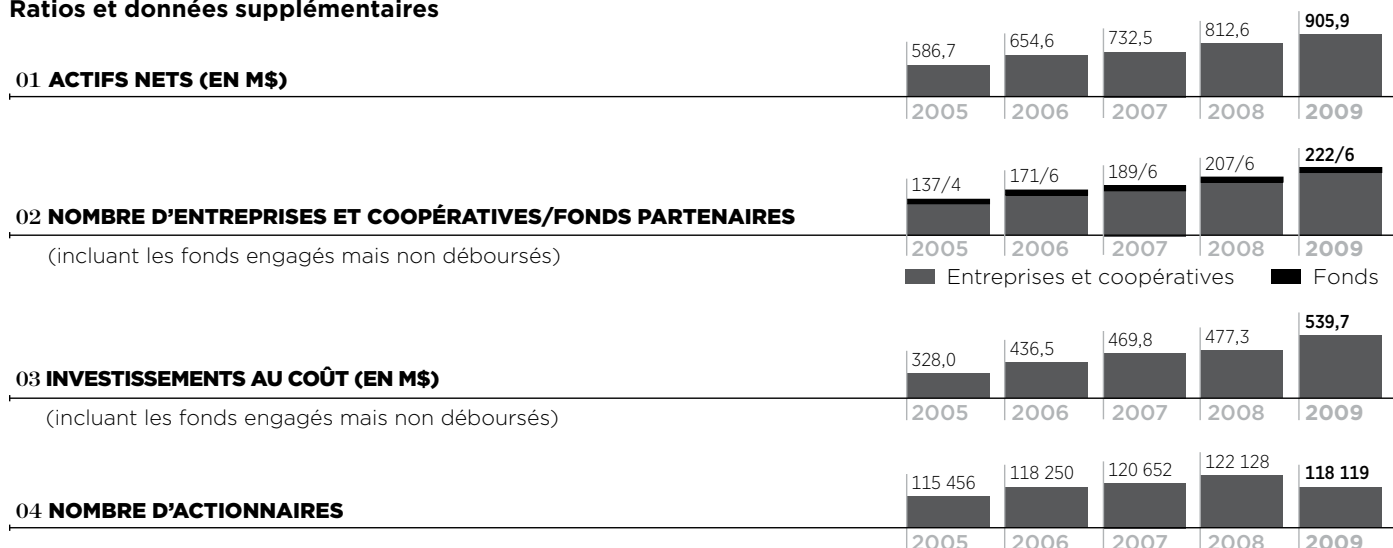 Ratios et données supplémentaires
586,7 654,6 732,5 812,6 905,9
01 ACTIFS NETS (EN M$)
2005 2006 2007 2008 2009
137/4 171/6 189/6 207/6 222/6
02 NOMBRE D'ENTREPRISES ET COOPÉRATIVES/FONDS PARTENAIRES
2005 2006 2007 2008 2009
(incluant les fonds engagés mais non déboursés)
Entreprises et coopératives Fonds
328,0 436,5 469,8 477,3 539,7
03 INVESTISSEMENTS AU COÛT (EN M$)
2005 2006 2007 2008 2009
(incluant les fonds engagés mais non déboursés)
115 456 118 250 120 652 122 128 118 119
04 NOMBRE D'ACTIONNAIRES
2005 2006 2007 2008 2009